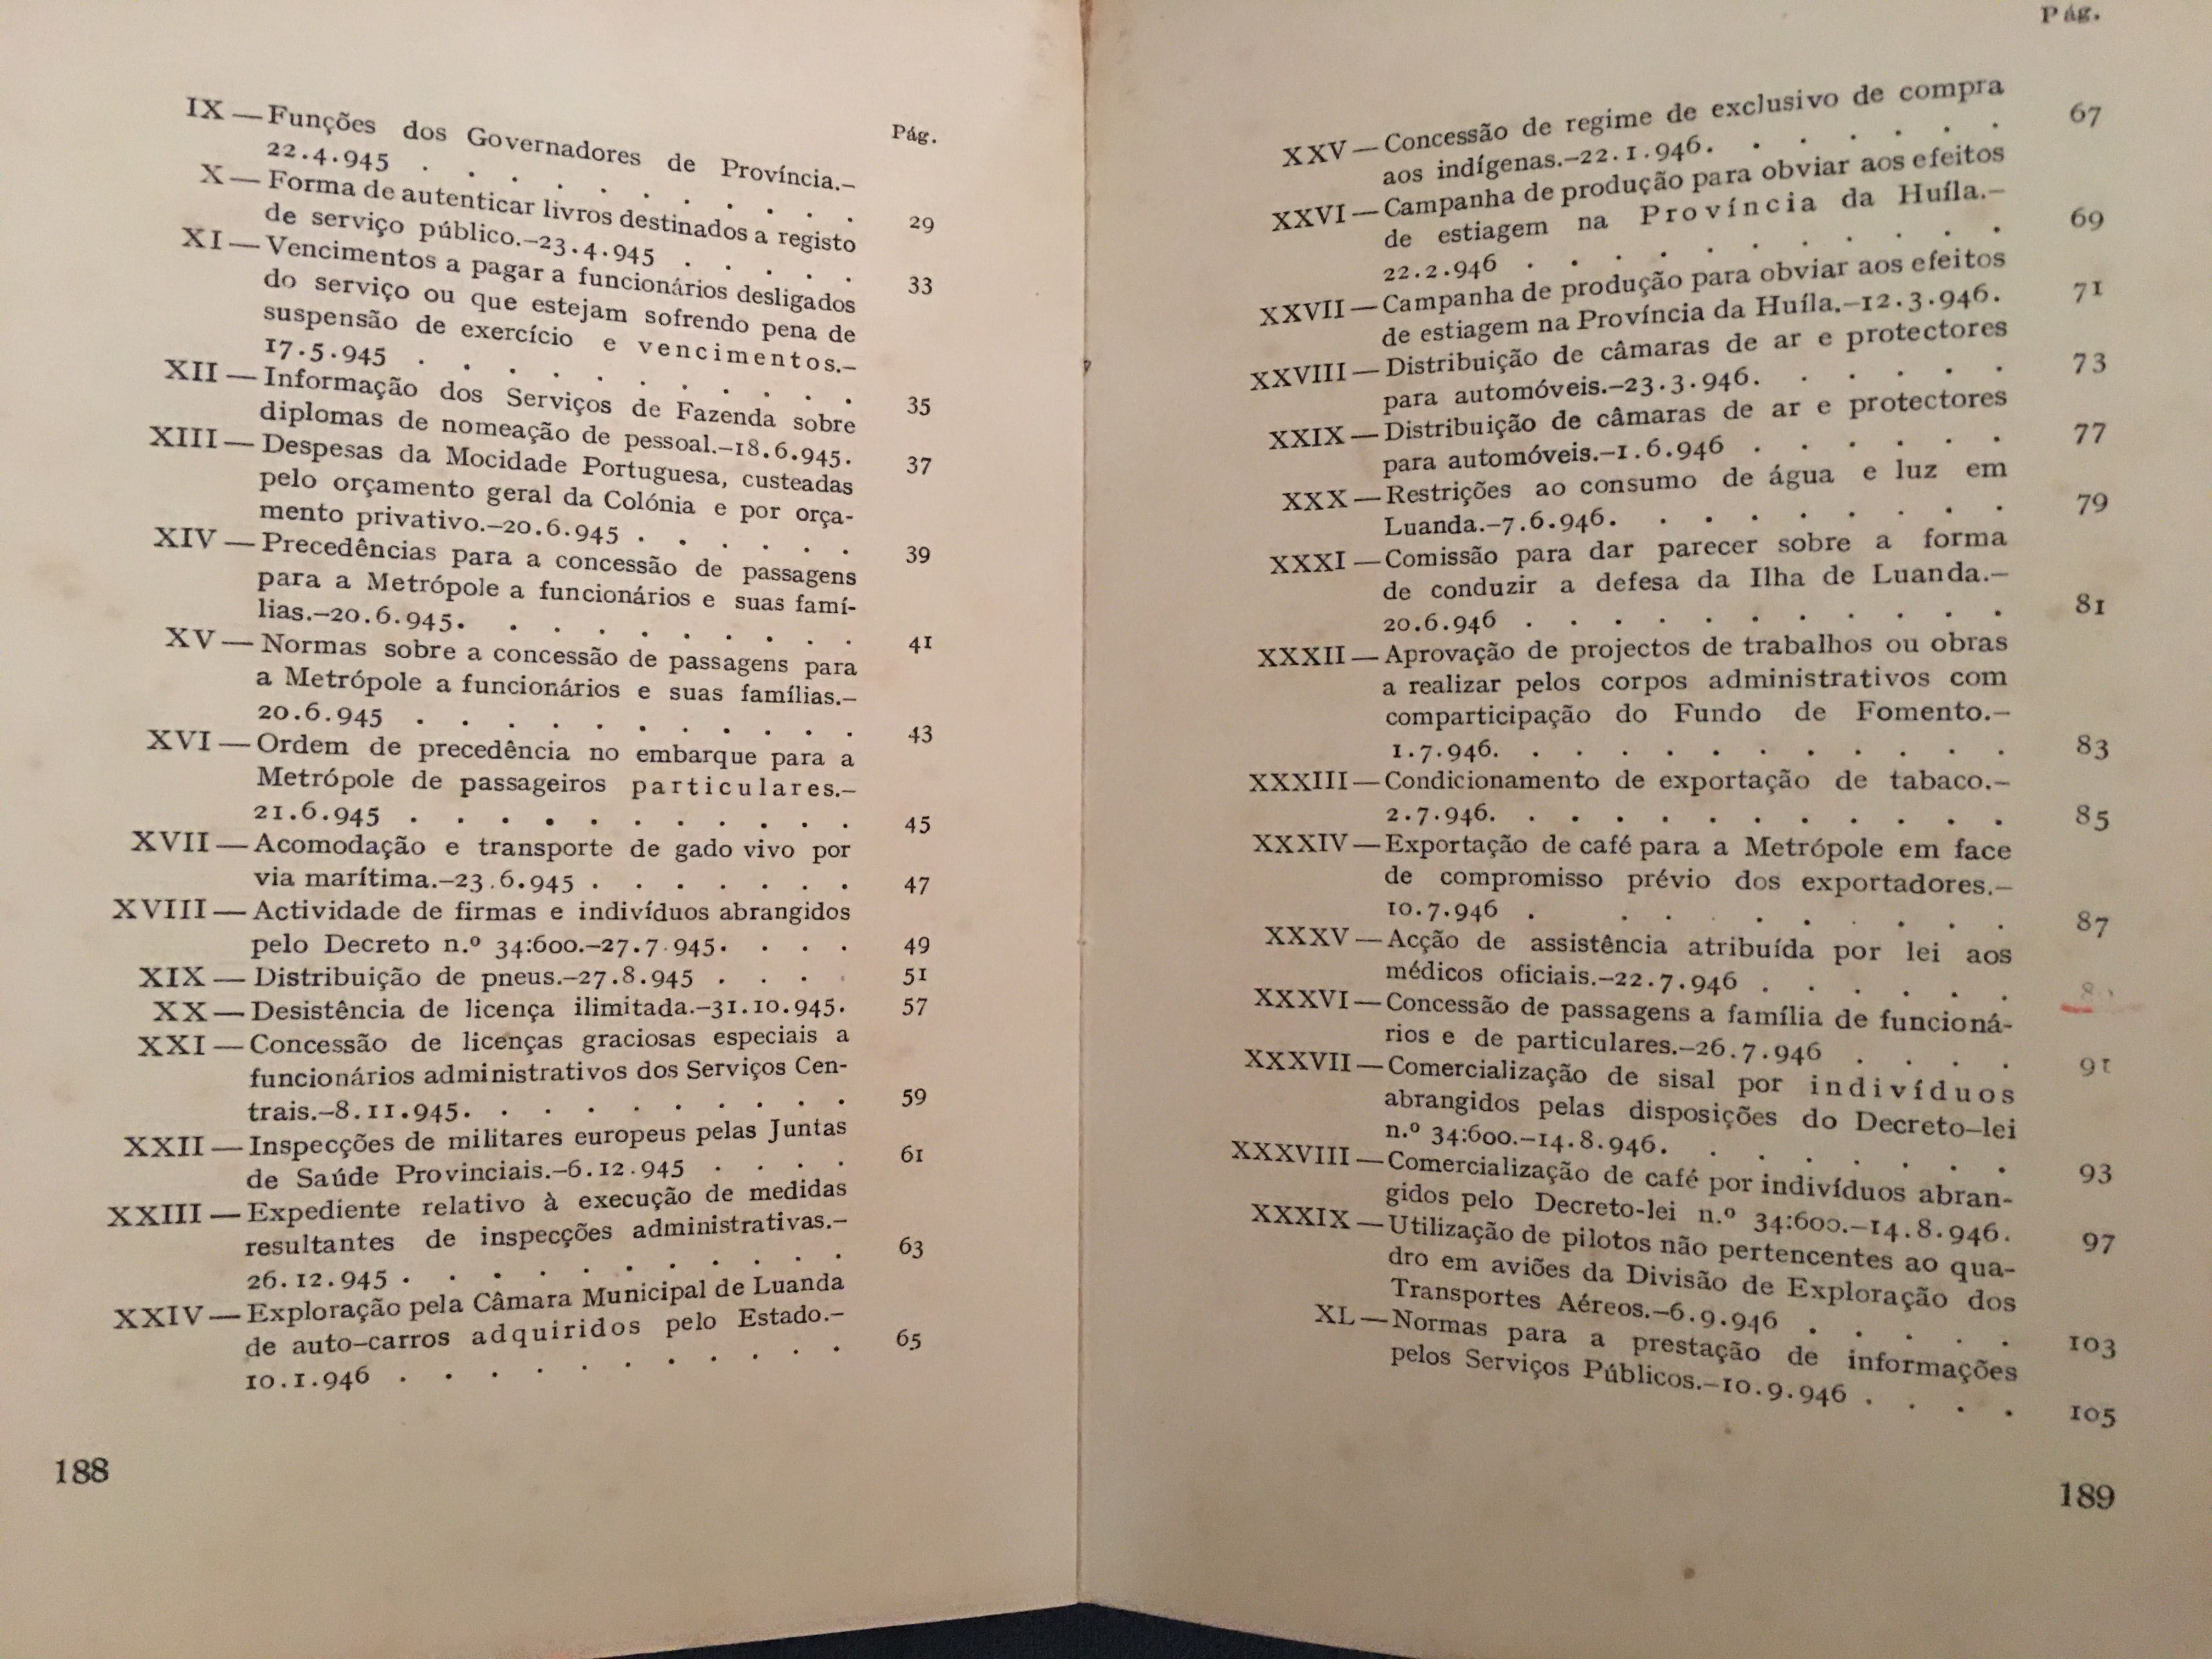 Pág.
IX — Funções dos Governadores de Província.–
22.4.945 . . . . . . . . . 29
X — Forma de autenticar livros destinados a registo
de serviço público.–23.4.945 . . . . . 33
XI — Vencimentos a pagar a funcionários desligados
do serviço ou que estejam sofrendo pena de
suspensão de exercício e vencimentos.–
17.5.945 . . . . . . . . . . 35
XII — Informação dos Serviços de Fazenda sobre
diplomas de nomeação de pessoal.–18.6.945. 37
XIII — Despesas da Mocidade Portuguesa, custeadas
pelo orçamento geral da Colónia e por orça-
mento privativo.–20.6.945 . . . . . . 39
XIV — Precedências para a concessão de passagens
para a Metrópole a funcionários e suas famí-
lias.–20.6.945. . . . . . . . . . 41
XV — Normas sobre a concessão de passagens para
a Metrópole a funcionários e suas famílias.–
20.6.945 . . . . . . . . . . 43
XVI — Ordem de precedência no embarque para a
Metrópole de passageiros particulares.–
21.6.945 . . . . . . . . . . 45
XVII — Acomodação e transporte de gado vivo por
via marítima.–23.6.945 . . . . . . . 47
XVIII — Actividade de firmas e indivíduos abrangidos
pelo Decreto n.º 34:600.–27.7.945. . . . 49
XIX — Distribuição de pneus.–27.8.945 . . . . 51
XX — Desistência de licença ilimitada.–31.10.945. 57
XXI — Concessão de licenças graciosas especiais a
funcionários administrativos dos Serviços Cen-
trais.–8.11.945. . . . . . . . . . 59
XXII — Inspecções de militares europeus pelas Juntas
de Saúde Provinciais.–6.12.945 . . . . 61
XXIII — Expediente relativo à execução de medidas
resultantes de inspecções administrativas.–
26.12.945 . . . . . . . . . . 63
XXIV — Exploração pela Câmara Municipal de Luanda
de auto–carros adquiridos pelo Estado.–
10.1.946 . . . . . . . . . . 65
188
Pág.
XXV — Concessão de regime de exclusivo de compra
aos indígenas.–22.1.946. . . . . . 67
XXVI — Campanha de produção para obviar aos efeitos
de estiagem na Província da Huíla.–
22.2.946 . . . . . . . . . . . 69
XXVII — Campanha de produção para obviar aos efeitos
de estiagem na Província da Huíla.–12.3.946. 71
XXVIII — Distribuição de câmaras de ar e protectores
para automóveis.–23.3.946. . . . . . 73
XXIX — Distribuição de câmaras de ar e protectores
para automóveis.–1.6.946 . . . . . . 77
XXX — Restrições ao consumo de água e luz em
Luanda.–7.6.946. . . . . . . . . 79
XXXI — Comissão para dar parecer sobre a forma
de conduzir a defesa da Ilha de Luanda.–
20.6.946 . . . . . . . . . . . 81
XXXII — Aprovação de projectos de trabalhos ou obras
a realizar pelos corpos administrativos com
comparticipação do Fundo de Fomento.–
1.7.946. . . . . . . . . . . . 83
XXXIII — Condicionamento de exportação de tabaco.–
2.7.946. . . . . . . . . . . . 85
XXXIV — Exportação de café para a Metrópole em face
de compromisso prévio dos exportadores.–
10.7.946 . . . . . . . . . . 87
XXXV — Acção de assistência atribuída por lei aos
médicos oficiais.–22.7.946 . . . . . .
XXXVI — Concessão de passagens a família de funcioná-
rios e de particulares.–26.7.946 . . . . 91
XXXVII — Comercialização de sisal por indivíduos
abrangidos pelas disposições do Decreto–lei
n.º 34:600.–14.8.946. . . . . . . . 93
XXXVIII — Comercialização de café por indivíduos abran-
gidos pelo Decreto-lei n.º 34:600.–14.8.946. 97
XXXIX — Utilização de pilotos não pertencentes ao qua-
dro em aviões da Divisão de Exploração dos
Transportes Aéreos.–6.9.946 . . . . . 103
XL — Normas para a prestação de informações
pelos Serviços Públicos.–10.9.946 . . . . 105
189